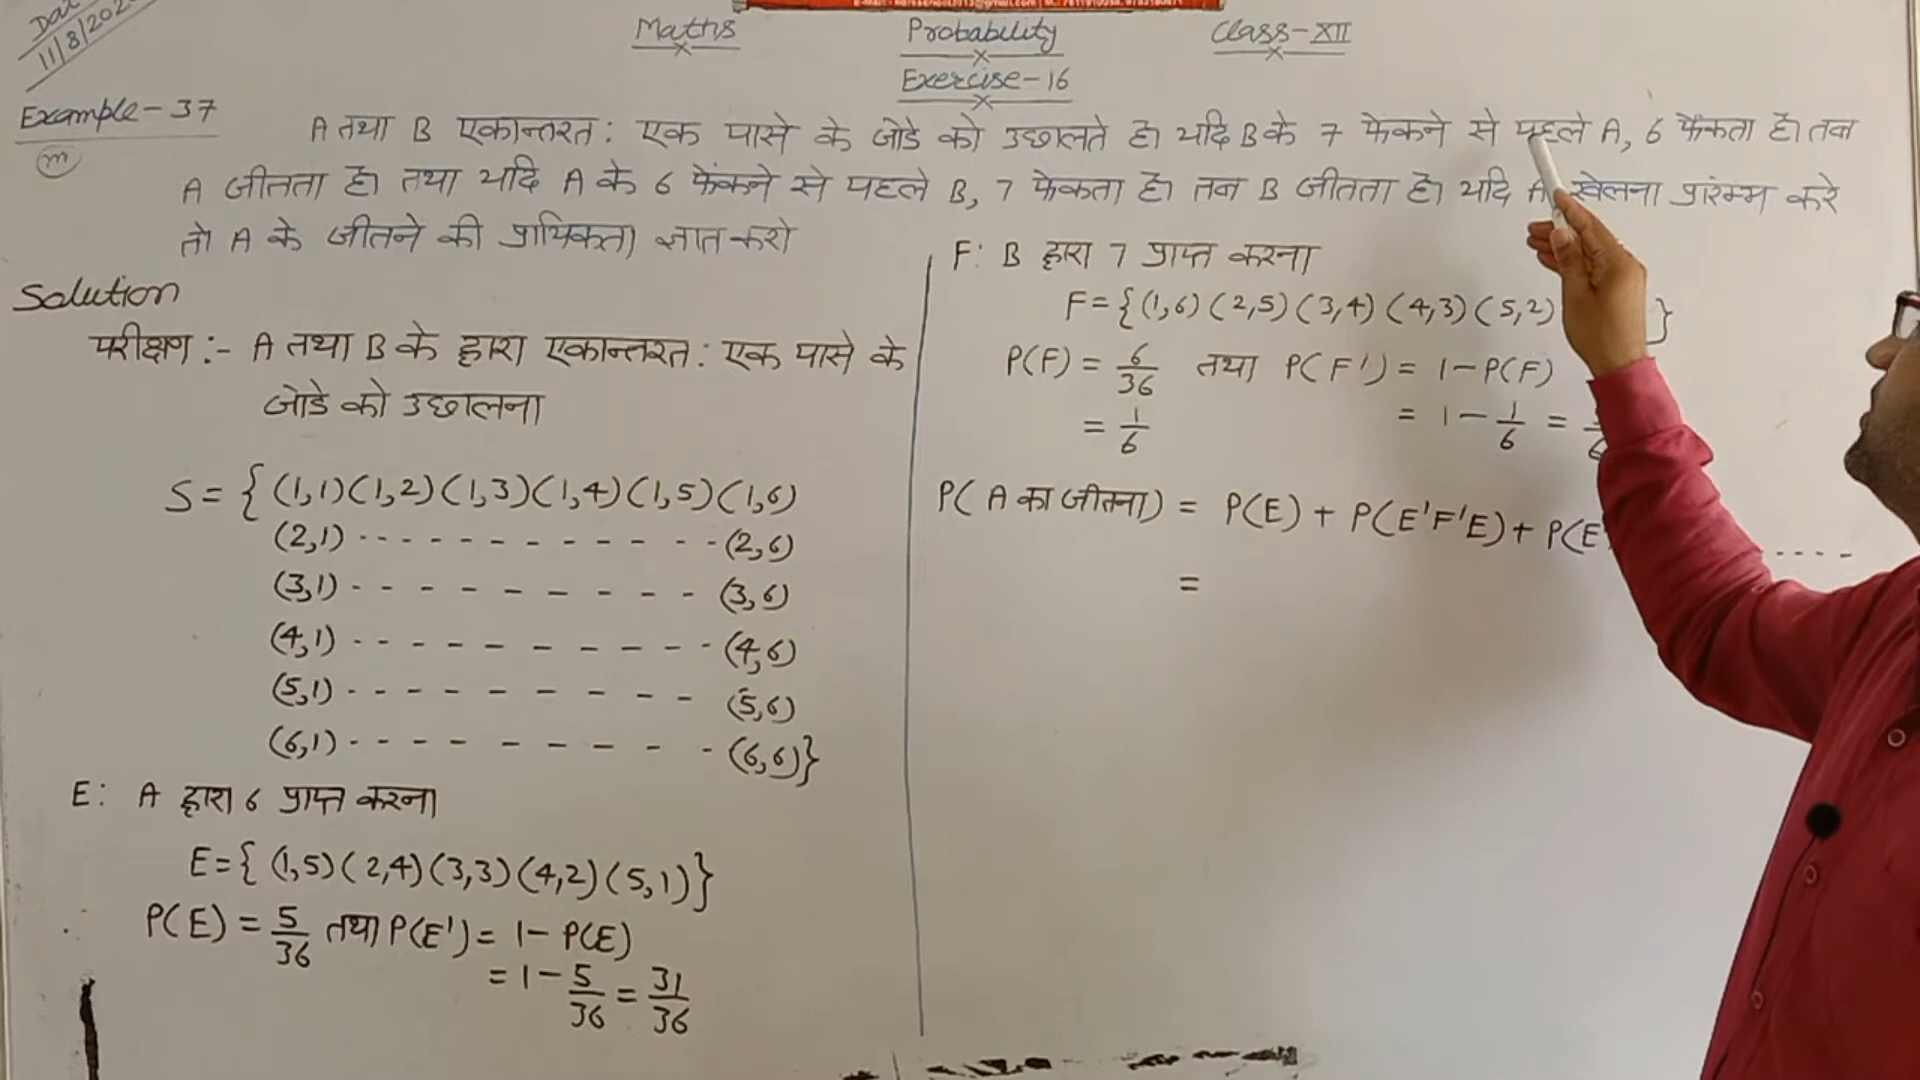 11/8/202
Maths Probability Class-XII
Exercise-16
Example-37
A तथा B एकान्तरत: एक पासे के जोडे को उछालते है। यदि B के 7 फेकने से पहले A, 6 फैंकता है। तब
A जीतता है। तथा यदि A के 6 फेंकने से पहले B, 7 फेकता है। तब B जीतता है। यदि A खेलना प्रारंम्भ करे
तो A के जीतने की प्रायिकता ज्ञात करो
Solution
परीक्षण :- A तथा B के द्वारा एकान्तरत: एक पासे के
जोडे को उछालना
S = { (1,1) (1,2) (1,3) (1,4) (1,5) (1,6)
(2,1) ------------ (2,6)
(3,1) ---------- (3,6)
(4,1) ----------- (4,6)
(5,1) ---------- (5,6)
(6,1) ----------- (6,6)}
E: A द्वारा 6 प्राप्त करना
E={ (1,5) (2,4) (3,3) (4,2) (5,1)}
P(E) = 5/36 तथा P(E') = 1 - P(E)
= 1 - 5/36 = 31/36
F: B द्वारा 7 प्राप्त करना
F = { (1,6) (2,5) (3,4) (4,3) (5,2) }
P(F) = 6/36 तथा P(F') = 1 - P(F)
= 1/6 = 1 - 1/6 =
P( A का जीतना) = P(E) + P(E'F'E) + P(E' ....
=